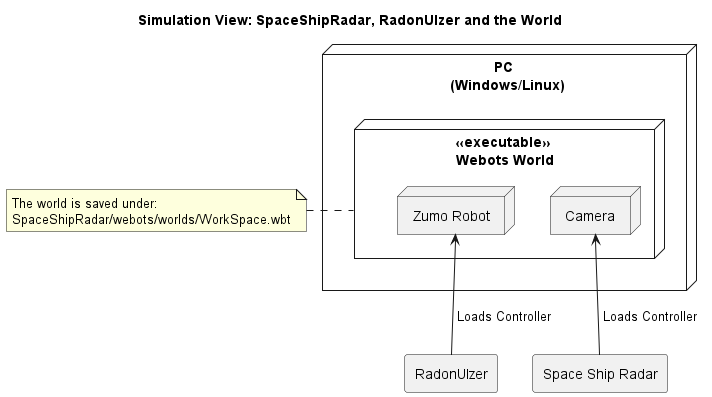 Simulation View: SpaceShipRadar, RadonUlzer and the World
PC
(Windows/Linux)
«executable»
Webots World
The world is saved under:
SpaceShipRadar/webots/worlds/WorkSpace.wbt
Zumo Robot
Camera
Loads Controller
Loads Controller
RadonUlzer
Space Ship Radar